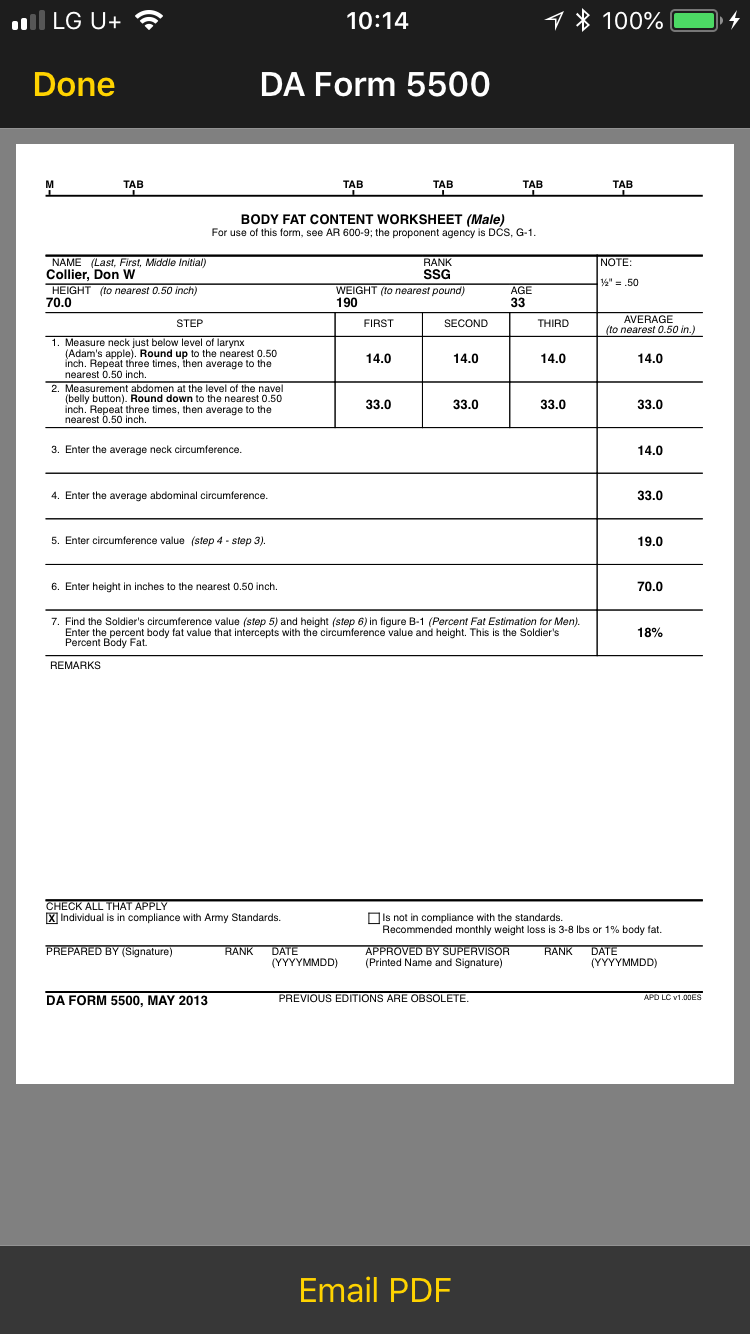 LG U+ 10:14 100%
Done DA Form 5500
M TAB TAB TAB TAB TAB
BODY FAT CONTENT WORKSHEET (Male)
For use of this form, see AR 600-9; the proponent agency is DCS, G-1.
NAME (Last, First, Middle Initial) RANK NOTE:
Collier, Don W SSG
½" = .50
HEIGHT (to nearest 0.50 inch) WEIGHT (to nearest pound) AGE
70.0 190 33
STEP FIRST SECOND THIRD AVERAGE
(to nearest 0.50 in.)
1. Measure neck just below level of larynx
(Adam's apple). Round up to the nearest 0.50
inch. Repeat three times, then average to the
nearest 0.50 inch.
14.0 14.0 14.0 14.0
2. Measurement abdomen at the level of the navel
(belly button). Round down to the nearest 0.50
inch. Repeat three times, then average to the
nearest 0.50 inch.
33.0 33.0 33.0 33.0
3. Enter the average neck circumference. 14.0
4. Enter the average abdominal circumference. 33.0
5. Enter circumference value (step 4 - step 3). 19.0
6. Enter height in inches to the nearest 0.50 inch. 70.0
7. Find the Soldier's circumference value (step 5) and height (step 6) in figure B-1 (Percent Fat Estimation for Men).
Enter the percent body fat value that intercepts with the circumference value and height. This is the Soldier's
Percent Body Fat.
18%
REMARKS
CHECK ALL THAT APPLY
X Individual is in compliance with Army Standards. Is not in compliance with the standards.
Recommended monthly weight loss is 3-8 lbs or 1% body fat.
PREPARED BY (Signature) RANK DATE APPROVED BY SUPERVISOR RANK DATE
(YYYYMMDD) (Printed Name and Signature) (YYYYMMDD)
DA FORM 5500, MAY 2013 PREVIOUS EDITIONS ARE OBSOLETE. APD LC v1.00ES
Email PDF